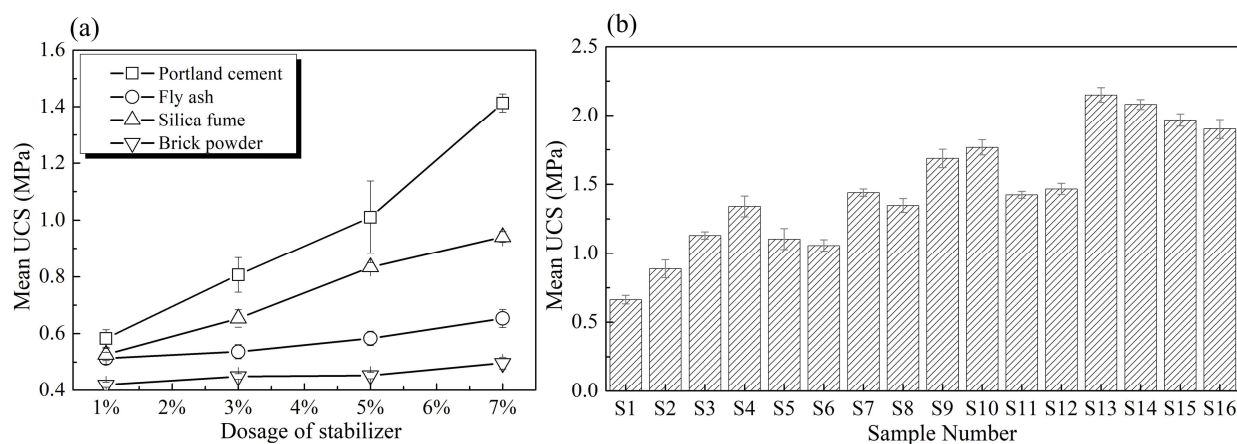 (a)
1.6
1.4
1.2
1.0
0.8
0.6
0.4
Mean UCS (MPa)
Portland cement
Fly ash
Silica fume
Brick powder
1% 2% 3% 4% 5% 6% 7%
Dosage of stabilizer
(b)
2.5
2.0
1.5
1.0
0.5
0.0
Mean UCS (MPa)
S1 S2 S3 S4 S5 S6 S7 S8 S9 S10 S11 S12 S13 S14 S15 S16
Sample Number